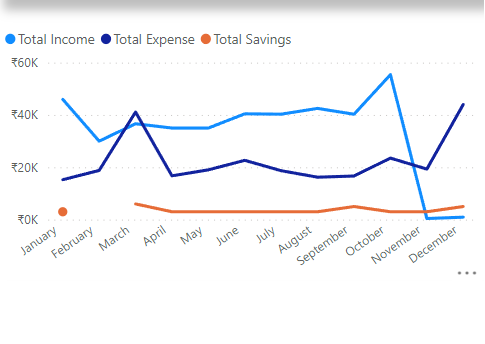 Total Income Total Expense Total Savings
₹60K
₹40K
₹20K
₹0K
January February March April May June July August September October November December